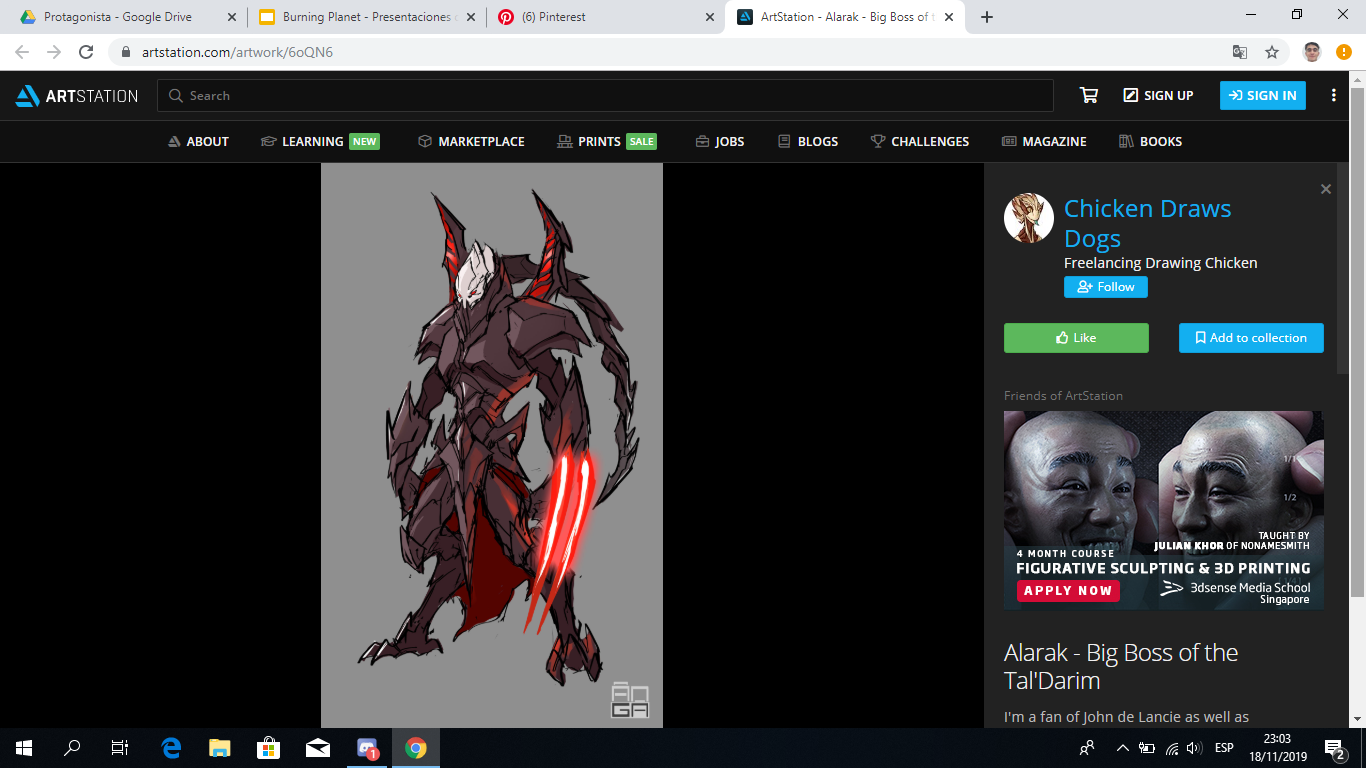 Protagonista - Google Drive
Burning Planet - Presentaciones
(6) Pinterest
ArtStation - Alarak - Big Boss of t
artstation.com/artwork/6oQN6
ARTSTATION
Search
SIGN UP
SIGN IN
ABOUT
LEARNING NEW
MARKETPLACE
PRINTS SALE
JOBS
BLOGS
CHALLENGES
MAGAZINE
BOOKS
Chicken Draws
Dogs
Freelancing Drawing Chicken
Follow
Like
Add to collection
Friends of ArtStation
1/2
TAUGHT BY
JULIAN KHOR OF NONAMESMITH
4 MONTH COURSE
FIGURATIVE SCULPTING & 3D PRINTING
APPLY NOW
3dsense Media School
Singapore
Alarak - Big Boss of the
Tal'Darim
I'm a fan of John de Lancie as well as
1
ESP
23:03
18/11/2019
2